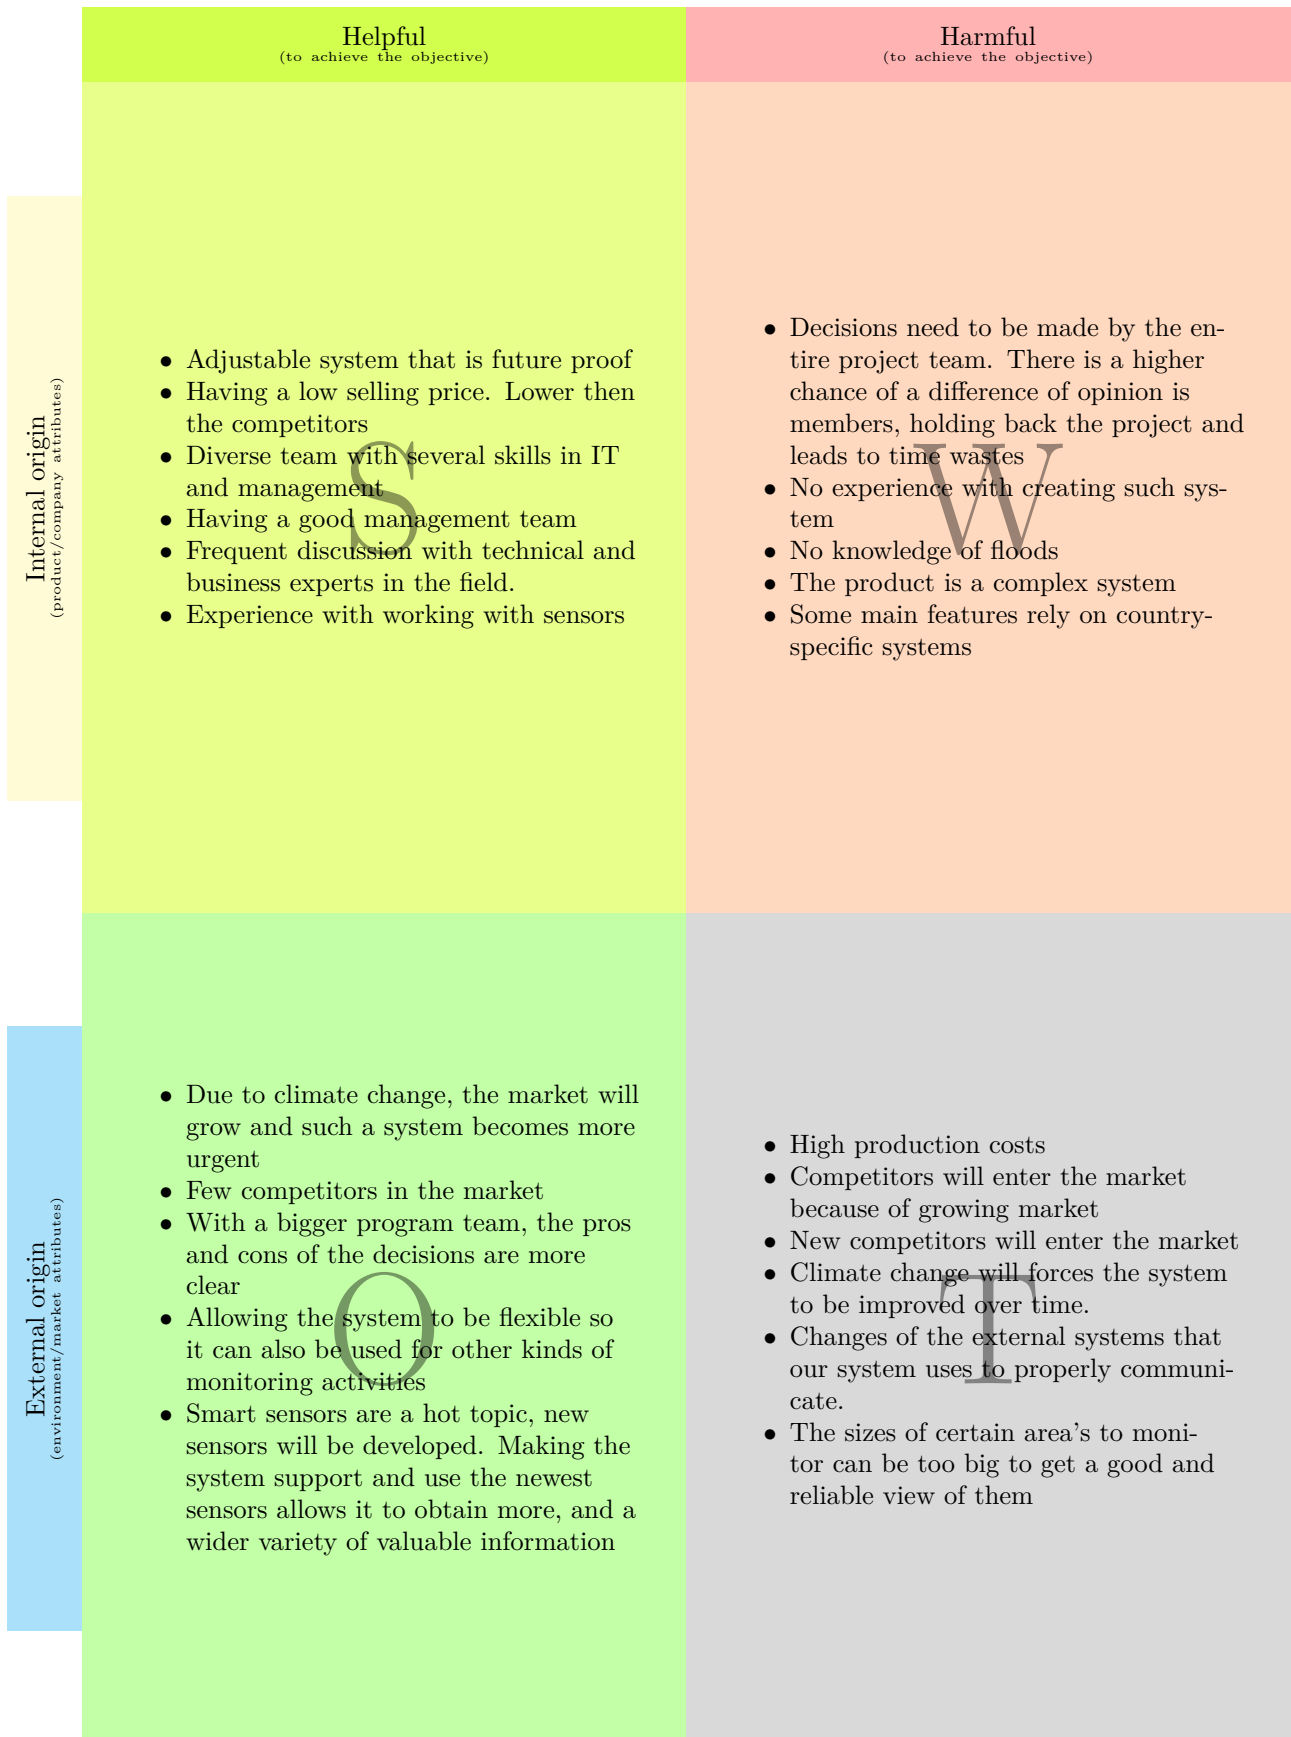 Helpful
(to achieve the objective)
Harmful
(to achieve the objective)
Internal origin
(product/company attributes)
• Adjustable system that is future proof
• Having a low selling price. Lower then
the competitors
• Diverse team with several skills in IT
and management
• Having a good management team
• Frequent discussion with technical and
business experts in the field.
• Experience with working with sensors
S
• Decisions need to be made by the en-
tire project team. There is a higher
chance of a difference of opinion is
members, holding back the project and
leads to time wastes
• No experience with creating such sys-
tem
• No knowledge of floods
• The product is a complex system
• Some main features rely on country-
specific systems
W
External origin
(environment/market attributes)
• Due to climate change, the market will
grow and such a system becomes more
urgent
• Few competitors in the market
• With a bigger program team, the pros
and cons of the decisions are more
clear
• Allowing the system to be flexible so
it can also be used for other kinds of
monitoring activities
• Smart sensors are a hot topic, new
sensors will be developed. Making the
system support and use the newest
sensors allows it to obtain more, and a
wider variety of valuable information
O
• High production costs
• Competitors will enter the market
because of growing market
• New competitors will enter the market
• Climate change will forces the system
to be improved over time.
• Changes of the external systems that
our system uses to properly communi-
cate.
• The sizes of certain area's to moni-
tor can be too big to get a good and
reliable view of them
T